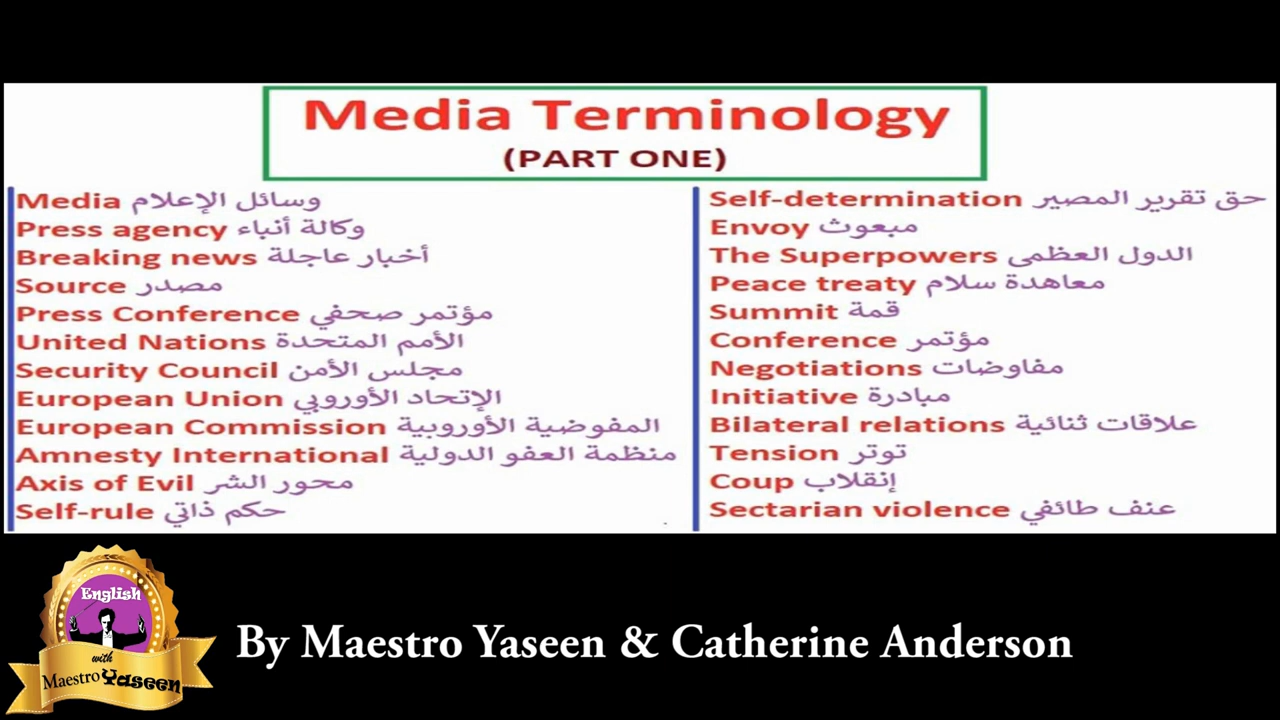 Media Terminology
(PART ONE)
Media وسائل الإعلام
Press agency وكالة أنباء
Breaking news أخبار عاجلة
Source مصدر
Press Conference مؤتمر صحفي
United Nations الأمم المتحدة
Security Council مجلس الأمن
European Union الإتحاد الأوروبي
European Commission المفوضية الأوروبية
Amnesty International منظمة العفو الدولية
Axis of Evil محور الشر
Self-rule حكم ذاتي
Self-determination حق تقرير المصير
Envoy مبعوث
The Superpowers الدول العظمى
Peace treaty معاهدة سلام
Summit قمة
Conference مؤتمر
Negotiations مفاوضات
Initiative مبادرة
Bilateral relations علاقات ثنائية
Tension توتر
Coup إنقلاب
Sectarian violence عنف طائفي
English
with
Maestro Yaseen
By Maestro Yaseen & Catherine Anderson